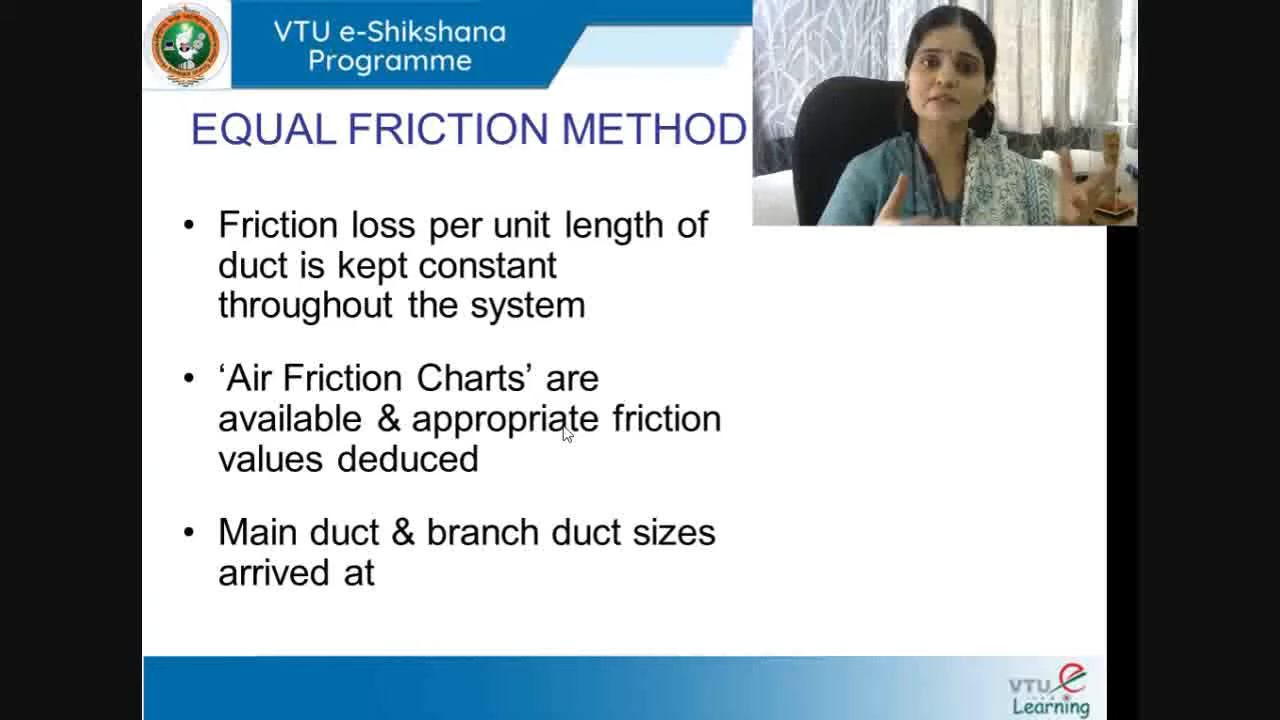 VTU e-Shikshana
Programme
EQUAL FRICTION METHOD
• Friction loss per unit length of
duct is kept constant
throughout the system
• ‘Air Friction Charts’ are
available & appropriate friction
values deduced
• Main duct & branch duct sizes
arrived at
VTU e
Learning